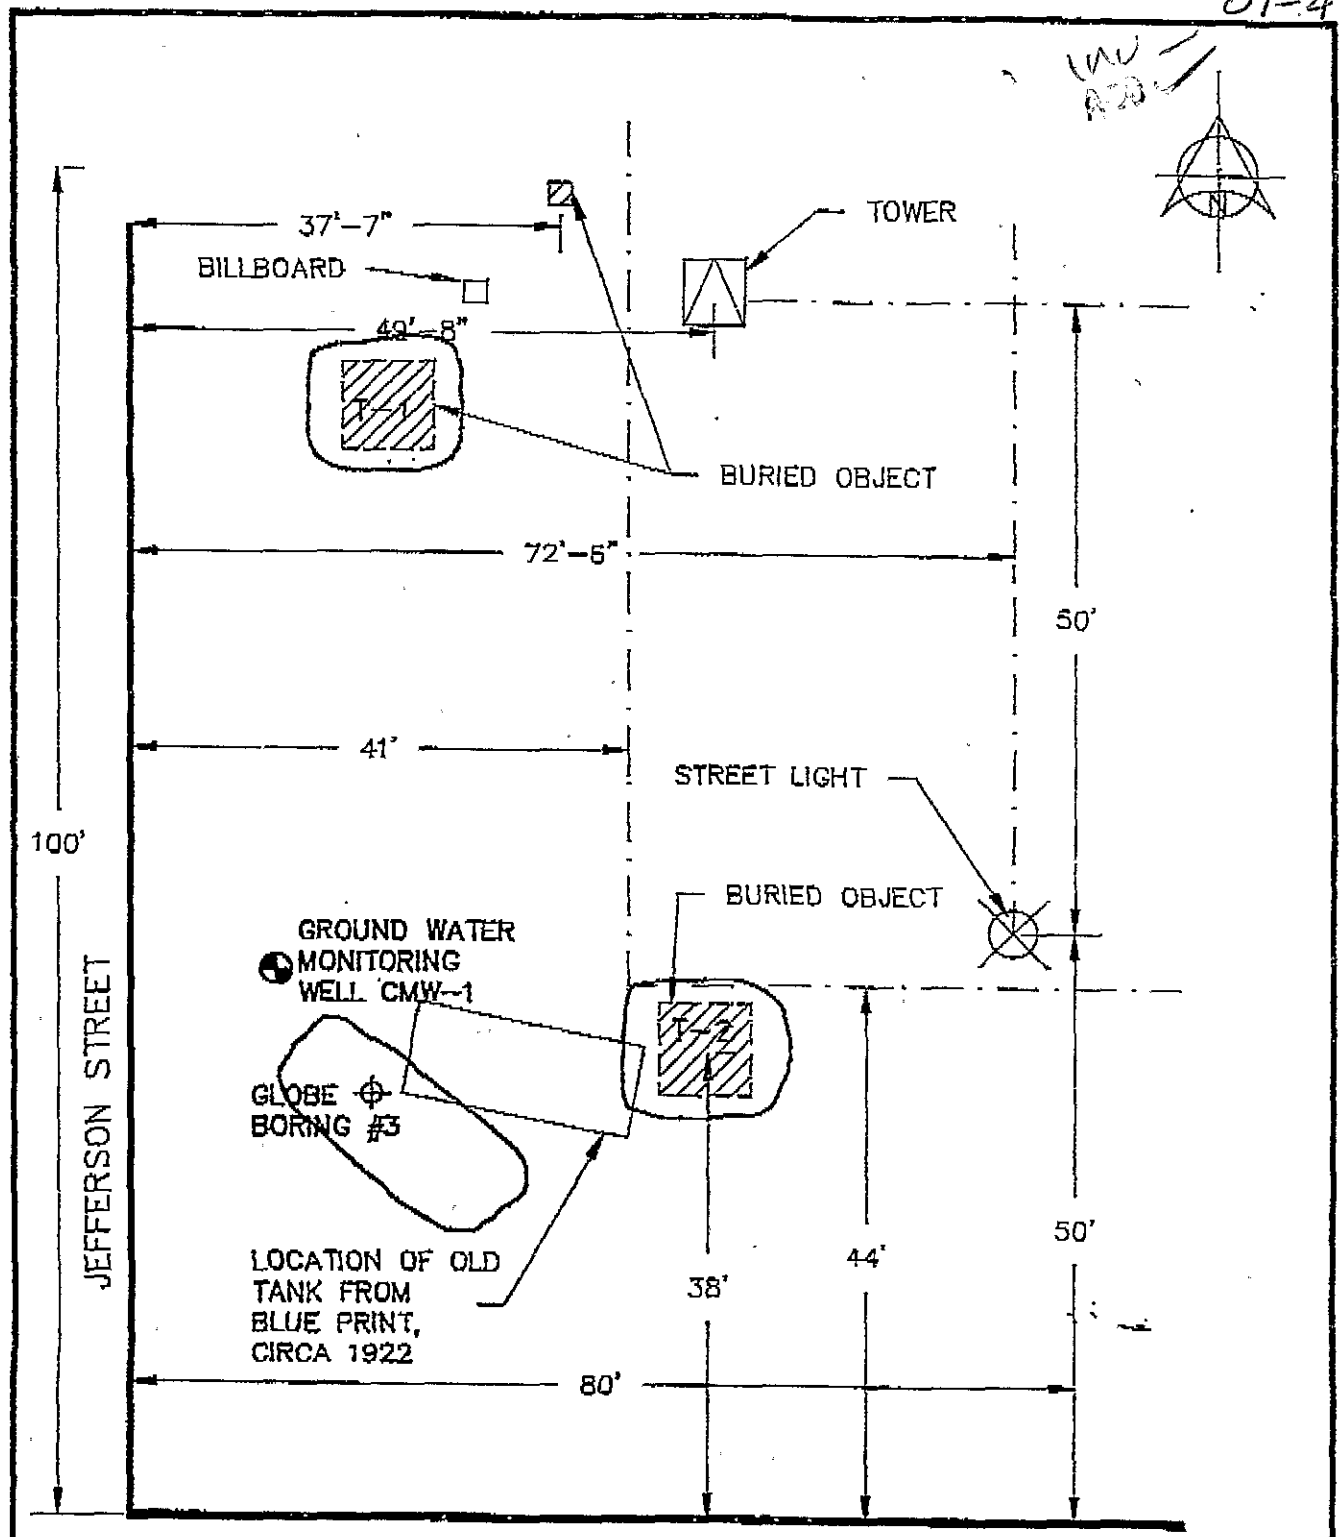 01-4
N
37'-7"
TOWER
BILLBOARD
49'-8"
T-1
BURIED OBJECT
72'-6"
50'
41'
STREET LIGHT
100'
BURIED OBJECT
GROUND WATER
MONITORING
WELL CMW-1
T-2
GLOBE
BORING #3
JEFFERSON STREET
LOCATION OF OLD
TANK FROM
BLUE PRINT,
CIRCA 1922
38'
44'
50'
80'